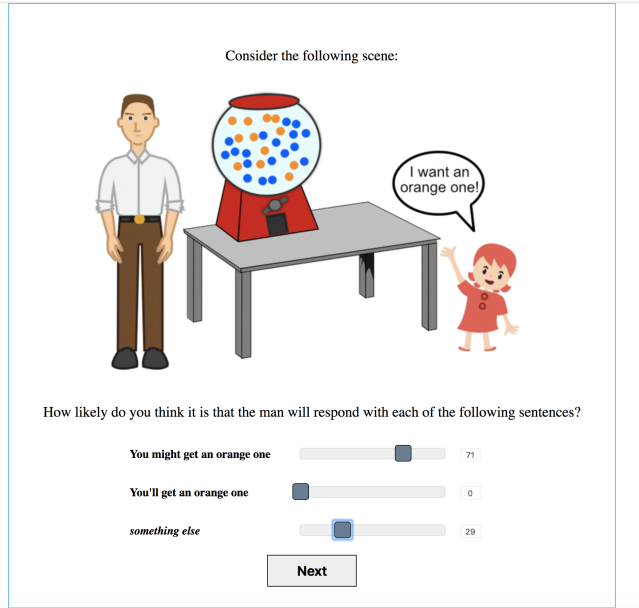 Consider the following scene:
I want an
orange one!
How likely do you think it is that the man will respond with each of the following sentences?
You might get an orange one 71
You'll get an orange one 0
something else 29
Next